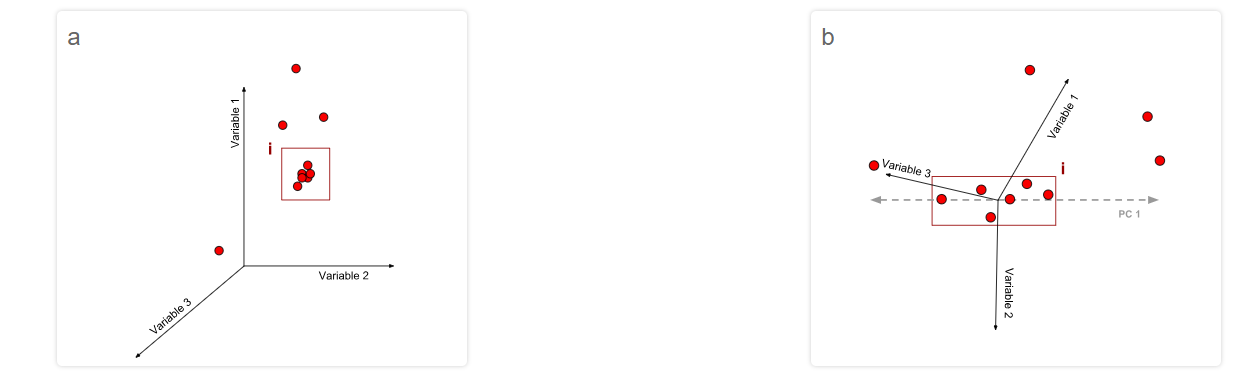 a
Variable 1
i
Variable 2
Variable 3
b
Variable 1
Variable 3
i
PC 1
Variable 2